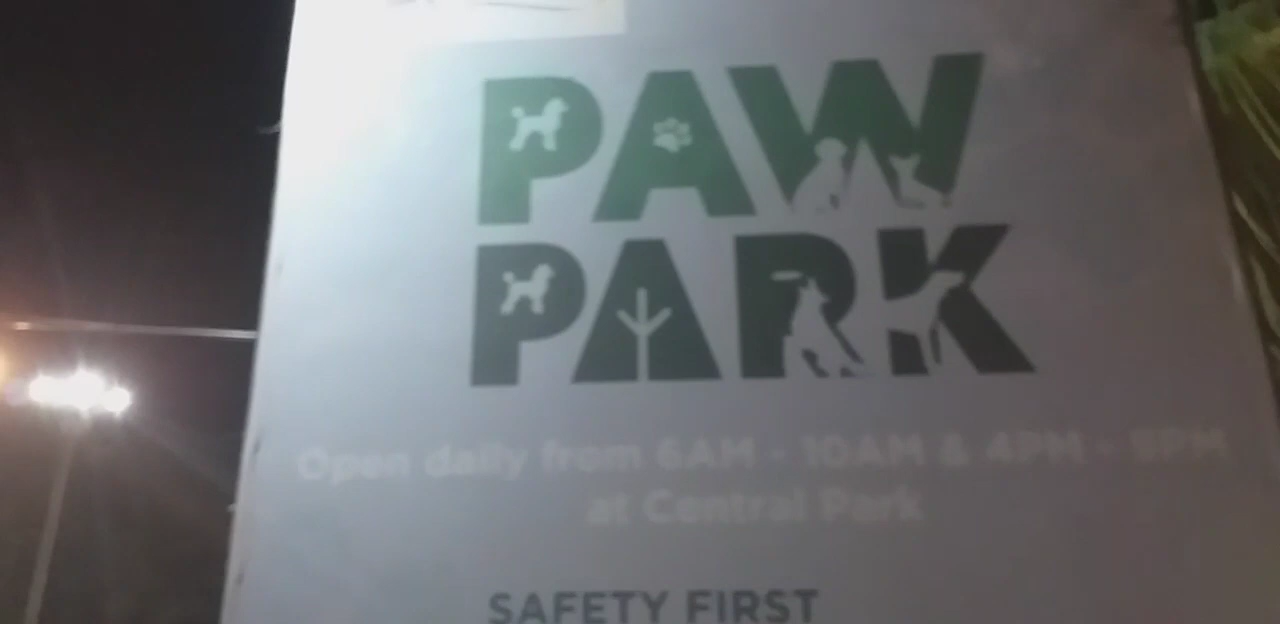 PAW
PARK
Open daily from 6AM - 10AM & 4PM - 9PM
at Central Park
SAFETY FIRST